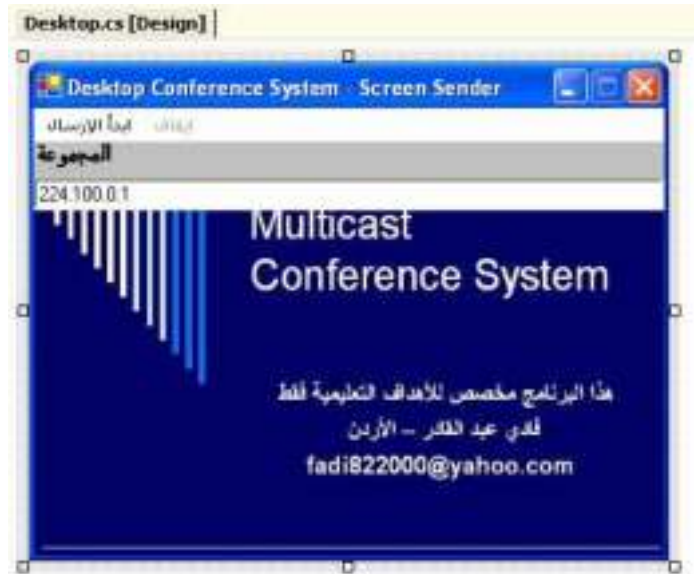 Desktop.cs [Design]
Desktop Conference System - Screen Sender
ابدأ الإرسال إيقاف
المجموعة
224.100.0.1
Multicast
Conference System
هذا البرنامج مخصص للأهداف التعليمية فقط
فادي عبد القادر – الأردن
fadi822000@yahoo.com